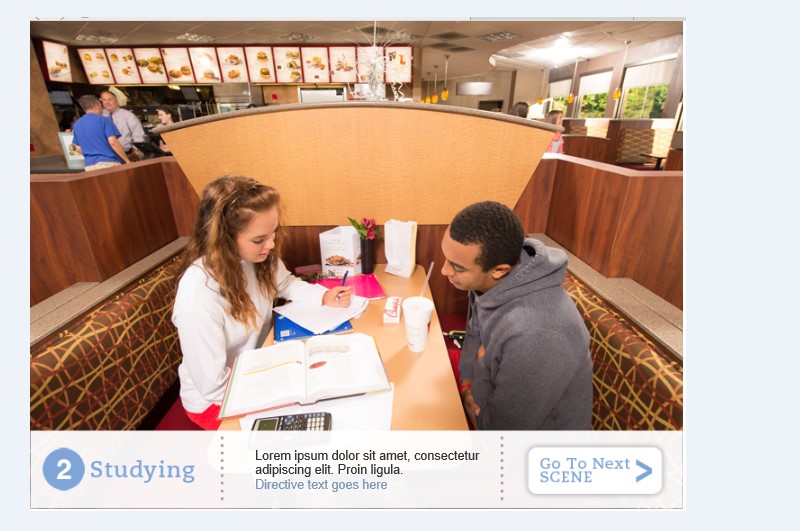 2 Studying
Lorem ipsum dolor sit amet, consectetur
adipiscing elit. Proin ligula.
Directive text goes here
Go To Next
SCENE